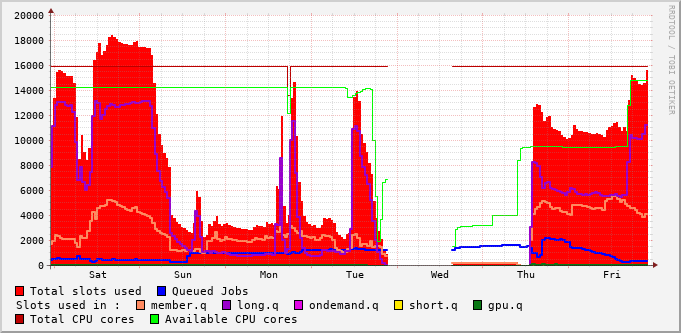 20000
18000
16000
14000
12000
10000
8000
6000
4000
2000
0
Sat Sun Mon Tue Wed Thu Fri
RRDTOOL / TOBI OETIKER
Total slots used Queued Jobs
Slots used in : member.q long.q ondemand.q short.q gpu.q
Total CPU cores Available CPU cores